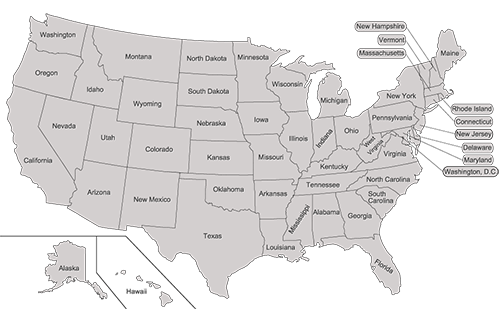 New Hampshire
Vermont
Massachusetts
Washington
Montana
North Dakota
Minnesota
Maine
Oregon
Idaho
Wyoming
South Dakota
Wisconsin
Michigan
New York
Rhode Island
Connecticut
New Jersey
Delaware
Maryland
Washington, D.C
Nevada
Utah
Colorado
Nebraska
Iowa
Illinois
Indiana
Ohio
Pennsylvania
West
Virginia
Virginia
California
Arizona
New Mexico
Kansas
Missouri
Kentucky
Oklahoma
Arkansas
Tennessee
North Carolina
South
Carolina
Texas
Louisiana
Mississippi
Alabama
Georgia
Florida
Alaska
Hawaii